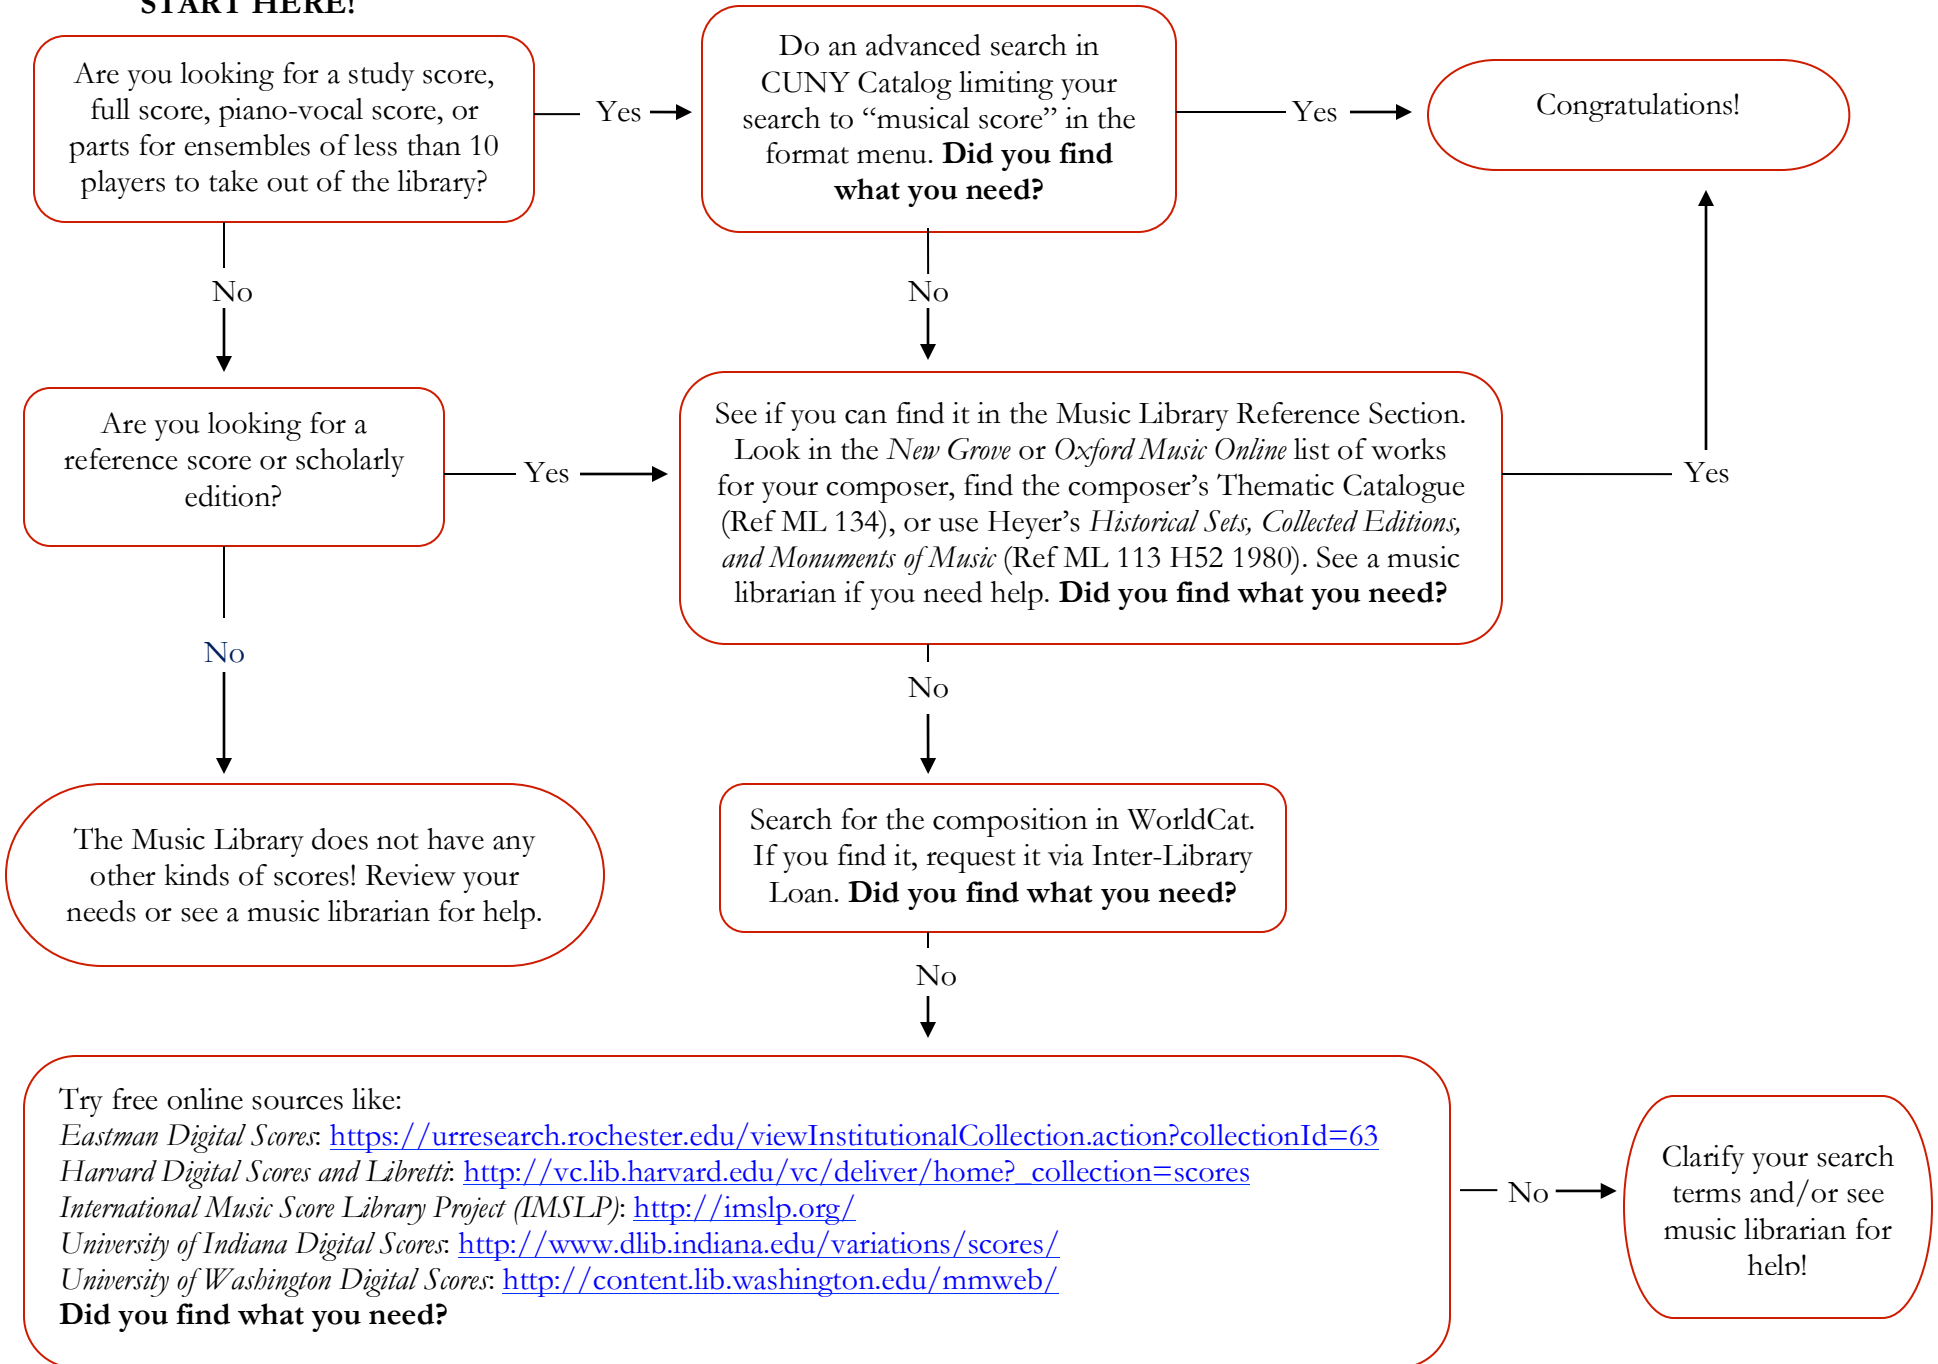 START HERE!
Are you looking for a study score,
full score, piano-vocal score, or
parts for ensembles of less than 10
players to take out of the library?
Yes
Do an advanced search in
CUNY Catalog limiting your
search to “musical score” in the
format menu. Did you find
what you need?
Yes
Congratulations!
No
No
Are you looking for a
reference score or scholarly
edition?
Yes
See if you can find it in the Music Library Reference Section.
Look in the New Grove or Oxford Music Online list of works
for your composer, find the composer’s Thematic Catalogue
(Ref ML 134), or use Heyer’s Historical Sets, Collected Editions,
and Monuments of Music (Ref ML 113 H52 1980). See a music
librarian if you need help. Did you find what you need?
Yes
No
No
The Music Library does not have any
other kinds of scores! Review your
needs or see a music librarian for help.
Search for the composition in WorldCat.
If you find it, request it via Inter-Library
Loan. Did you find what you need?
No
Try free online sources like:
Eastman Digital Scores: https://urresearch.rochester.edu/viewInstitutionalCollection.action?collectionId=63
Harvard Digital Scores and Libretti: http://vc.lib.harvard.edu/vc/deliver/home?_collection=scores
International Music Score Library Project (IMSLP): http://imslp.org/
University of Indiana Digital Scores: http://www.dlib.indiana.edu/variations/scores/
University of Washington Digital Scores: http://content.lib.washington.edu/mmweb/
Did you find what you need?
No
Clarify your search
terms and/or see
music librarian for
help!